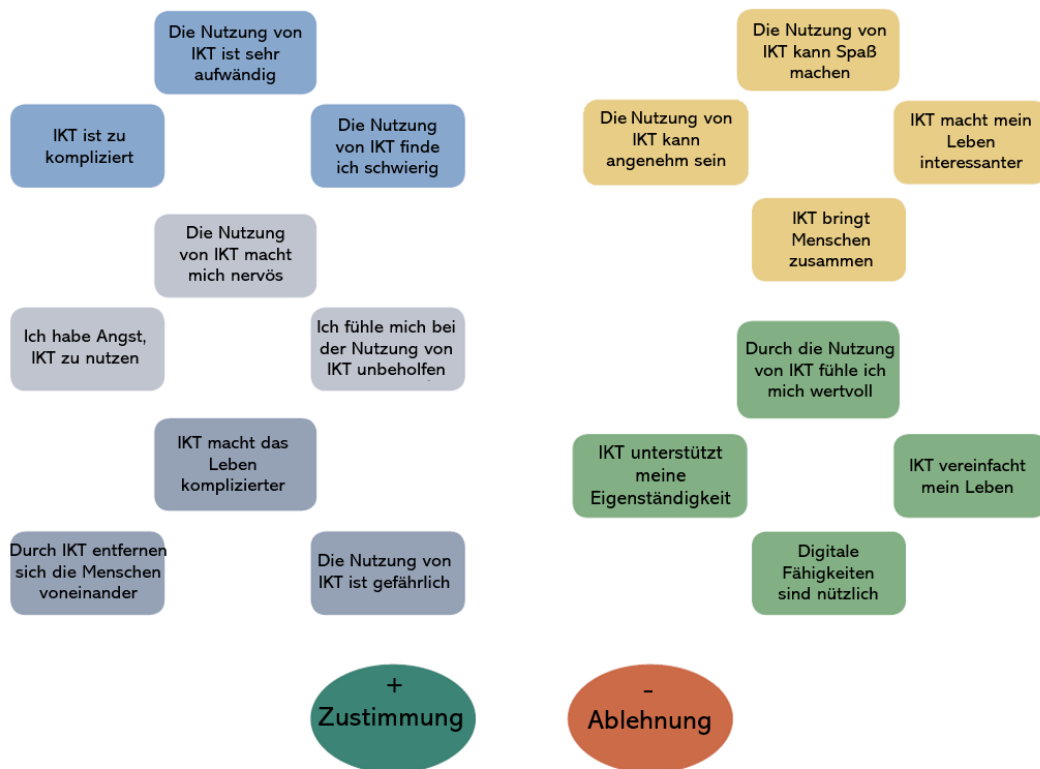 Die Nutzung von
IKT ist sehr
aufwändig
IKT ist zu
kompliziert
Die Nutzung
von IKT finde
ich schwierig
Die Nutzung
von IKT macht
mich nervös
Ich habe Angst,
IKT zu nutzen
Ich fühle mich bei
der Nutzung von
IKT unbeholfen
IKT macht das
Leben
komplizierter
Durch IKT entfernen
sich die Menschen
voneinander
Die Nutzung von
IKT ist gefährlich
Die Nutzung von
IKT kann Spaß
machen
Die Nutzung von
IKT kann
angenehm sein
IKT macht mein
Leben
interessanter
IKT bringt
Menschen
zusammen
Durch die Nutzung
von IKT fühle ich
mich wertvoll
IKT unterstützt
meine
Eigenständigkeit
IKT vereinfacht
mein Leben
Digitale
Fähigkeiten
sind nützlich
+
Zustimmung
-
Ablehnung